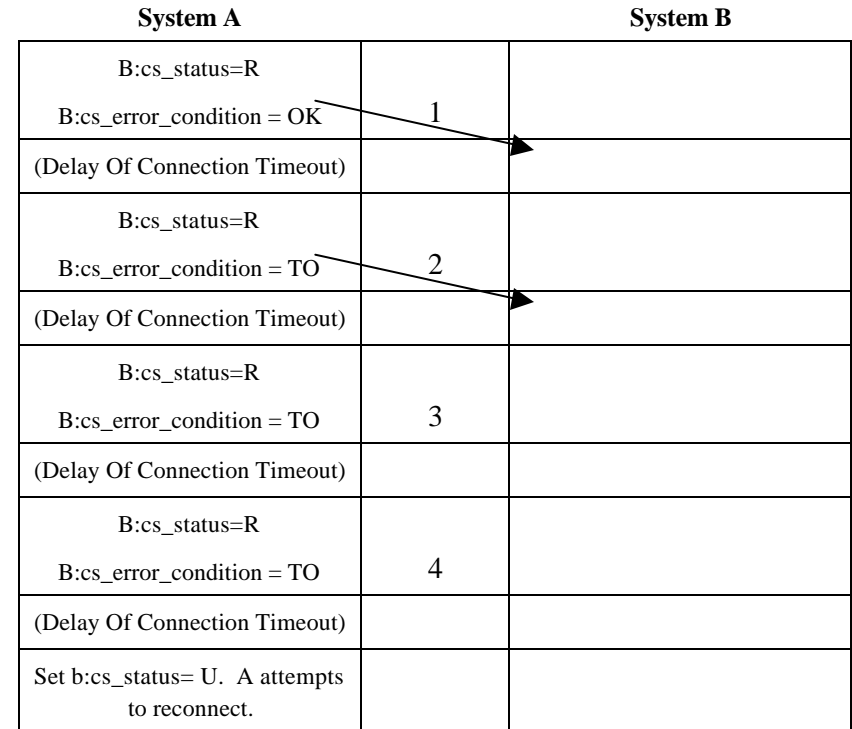 System A
System B
B:cs_status=R
B:cs_error_condition = OK
1
(Delay Of Connection Timeout)
B:cs_status=R
B:cs_error_condition = TO
2
(Delay Of Connection Timeout)
B:cs_status=R
B:cs_error_condition = TO
3
(Delay Of Connection Timeout)
B:cs_status=R
B:cs_error_condition = TO
4
(Delay Of Connection Timeout)
Set b:cs_status= U.  A attempts
to reconnect.